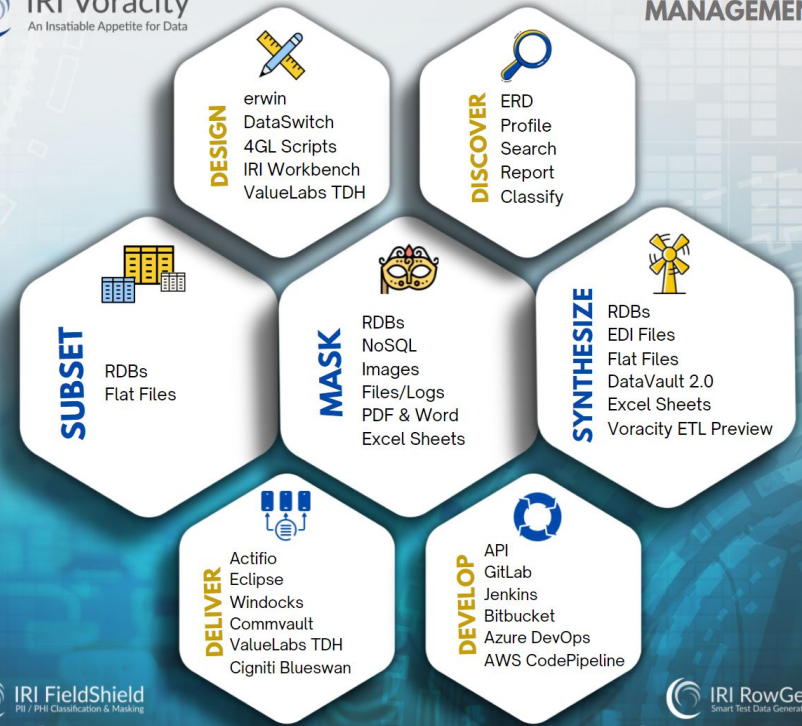 IRI Voracity
An Insatiable Appetite for Data
DESIGN
erwin
DataSwitch
4GL Scripts
IRI Workbench
ValueLabs TDH
DISCOVER
ERD
Profile
Search
Report
Classify
SUBSET
RDBs
Flat Files
MASK
RDBs
NoSQL
Images
Files/Logs
PDF & Word
Excel Sheets
SYNTHESIZE
RDBs
EDI Files
Flat Files
DataVault 2.0
Excel Sheets
Voracity ETL Preview
DELIVER
Actifio
Eclipse
Windocks
Commvault
ValueLabs TDH
Cigniti Blueswan
DEVELOP
API
GitLab
Jenkins
Bitbucket
Azure DevOps
AWS CodePipeline
IRI FieldShield
PII / PHI Classification & Masking
IRI
Smart Test Data